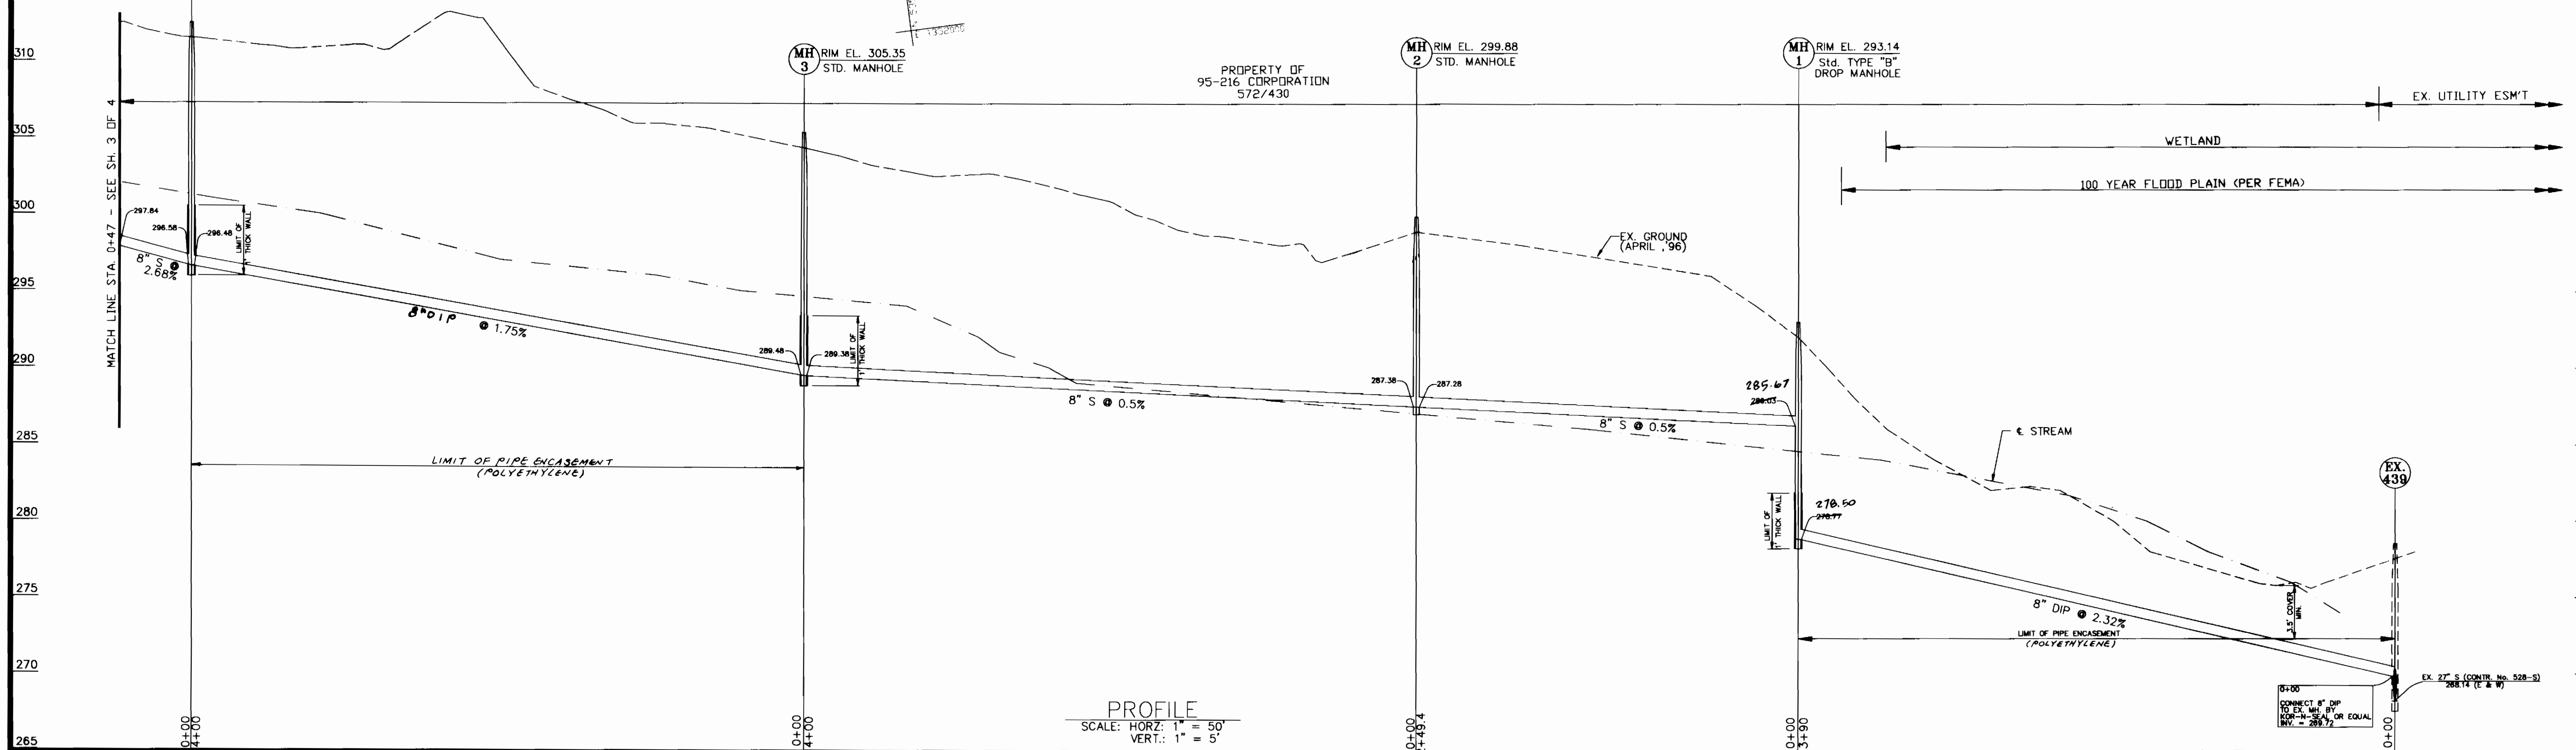 310
305
300
295
290
285
280
275
270
265
MATCH LINE STA. 0+47 - SEE SH. 3 OF 4
297.84
296.58
296.48
LIMIT OF
1' THICK WALL
8" S @
2.68%
8" DIP @ 1.75%
LIMIT OF PIPE ENCASEMENT
(POLYETHYLENE)
0+00
4+00
MH
3
RIM EL. 305.35
STD. MANHOLE
289.48
289.38
LIMIT OF
1' THICK WALL
8" S @ 0.5%
0+00
4+00
PROPERTY OF
95-216 CORPORATION
572/430
MH
2
RIM EL. 299.88
STD. MANHOLE
287.38
287.28
8" S @ 0.5%
0+00
EX. GROUND
(APRIL ,'96)
MH
1
RIM EL. 293.14
Std. TYPE "B"
DROP MANHOLE
285.67
286.03
LIMIT OF
1' THICK WALL
278.50
278.77
0+00
EX. UTILITY ESM'T
WETLAND
100 YEAR FLOOD PLAIN (PER FEMA)
℄ STREAM
EX.
439
3.5' COVER
MIN.
8" DIP @ 2.32%
LIMIT OF PIPE ENCASEMENT
(POLYETHYLENE)
EX. 27" S (CONTR. No. 528-S)
268.14 (E & W)
0+00
CONNECT 8" DIP
TO EX. MH. BY
KOR-N-SEAL OR EQUAL
INV. = 269.72
0+00
PROFILE
SCALE: HORZ: 1" = 50'
VERT.: 1" = 5'